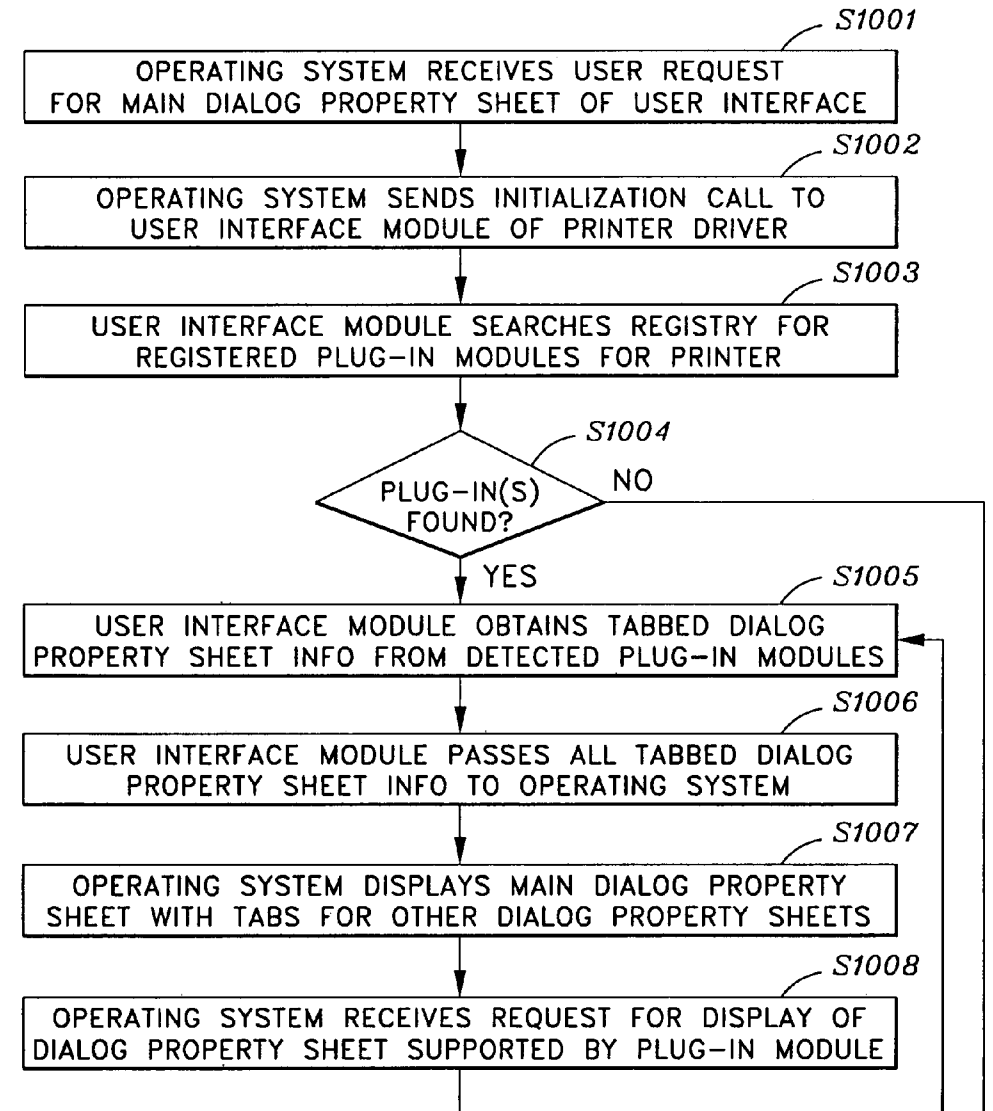 S1001
OPERATING SYSTEM RECEIVES USER REQUEST
FOR MAIN DIALOG PROPERTY SHEET OF USER INTERFACE
S1002
OPERATING SYSTEM SENDS INITIALIZATION CALL TO
USER INTERFACE MODULE OF PRINTER DRIVER
S1003
USER INTERFACE MODULE SEARCHES REGISTRY FOR
REGISTERED PLUG-IN MODULES FOR PRINTER
S1004
PLUG-IN(S)
FOUND?
NO
YES
S1005
USER INTERFACE MODULE OBTAINS TABBED DIALOG
PROPERTY SHEET INFO FROM DETECTED PLUG-IN MODULES
S1006
USER INTERFACE MODULE PASSES ALL TABBED DIALOG
PROPERTY SHEET INFO TO OPERATING SYSTEM
S1007
OPERATING SYSTEM DISPLAYS MAIN DIALOG PROPERTY
SHEET WITH TABS FOR OTHER DIALOG PROPERTY SHEETS
S1008
OPERATING SYSTEM RECEIVES REQUEST FOR DISPLAY OF
DIALOG PROPERTY SHEET SUPPORTED BY PLUG-IN MODULE